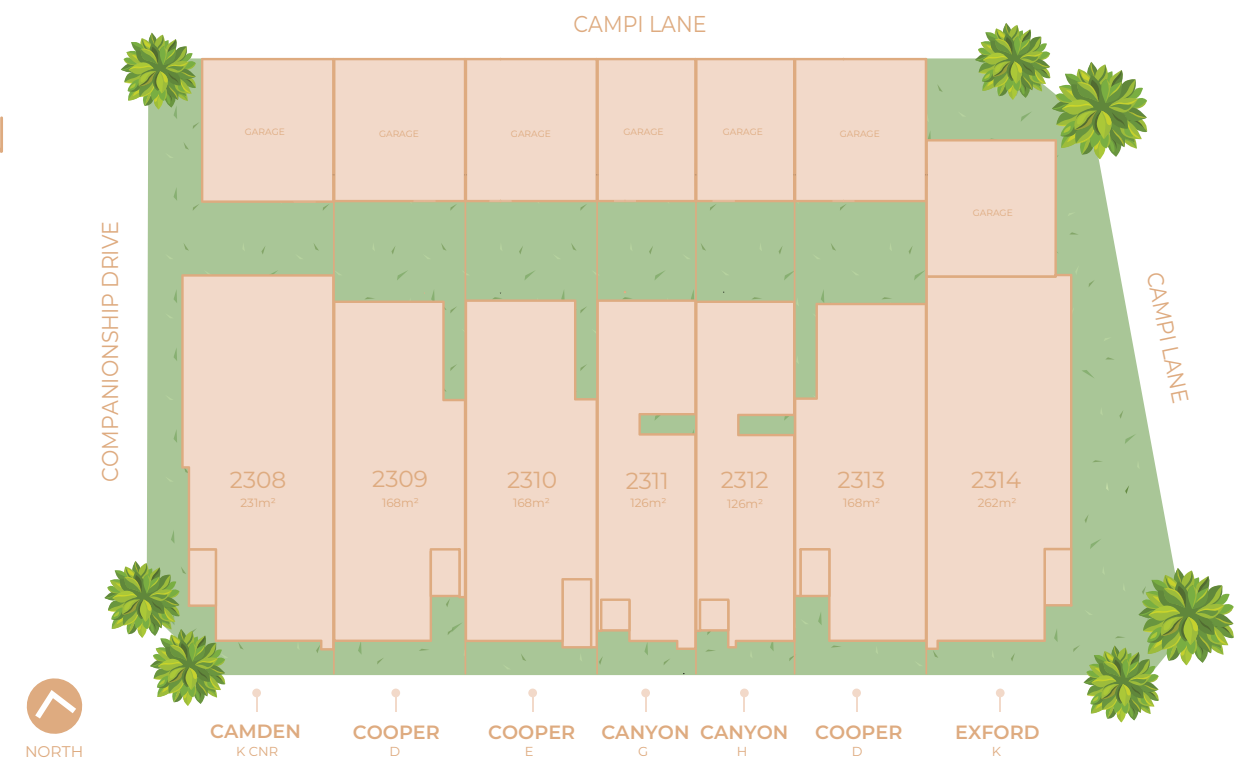 CAMPI LANE
GARAGE
GARAGE
GARAGE
GARAGE
GARAGE
GARAGE
GARAGE
COMPANIONSHIP DRIVE
CAMPI LANE
2308
231m²
2309
168m²
2310
168m²
2311
126m²
2312
126m²
2313
168m²
2314
262m²
CAMDEN
K CNR
COOPER
D
COOPER
E
CANYON
G
CANYON
H
COOPER
D
EXFORD
K
NORTH